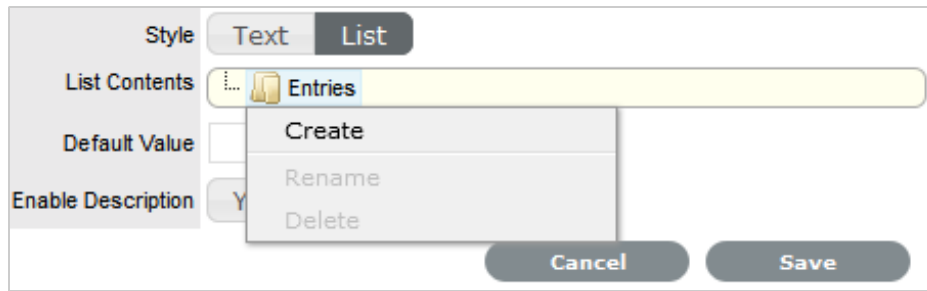 Style Text List
List Contents Entries
Create
Default Value
Rename
Enable Description Y
Delete
Cancel Save